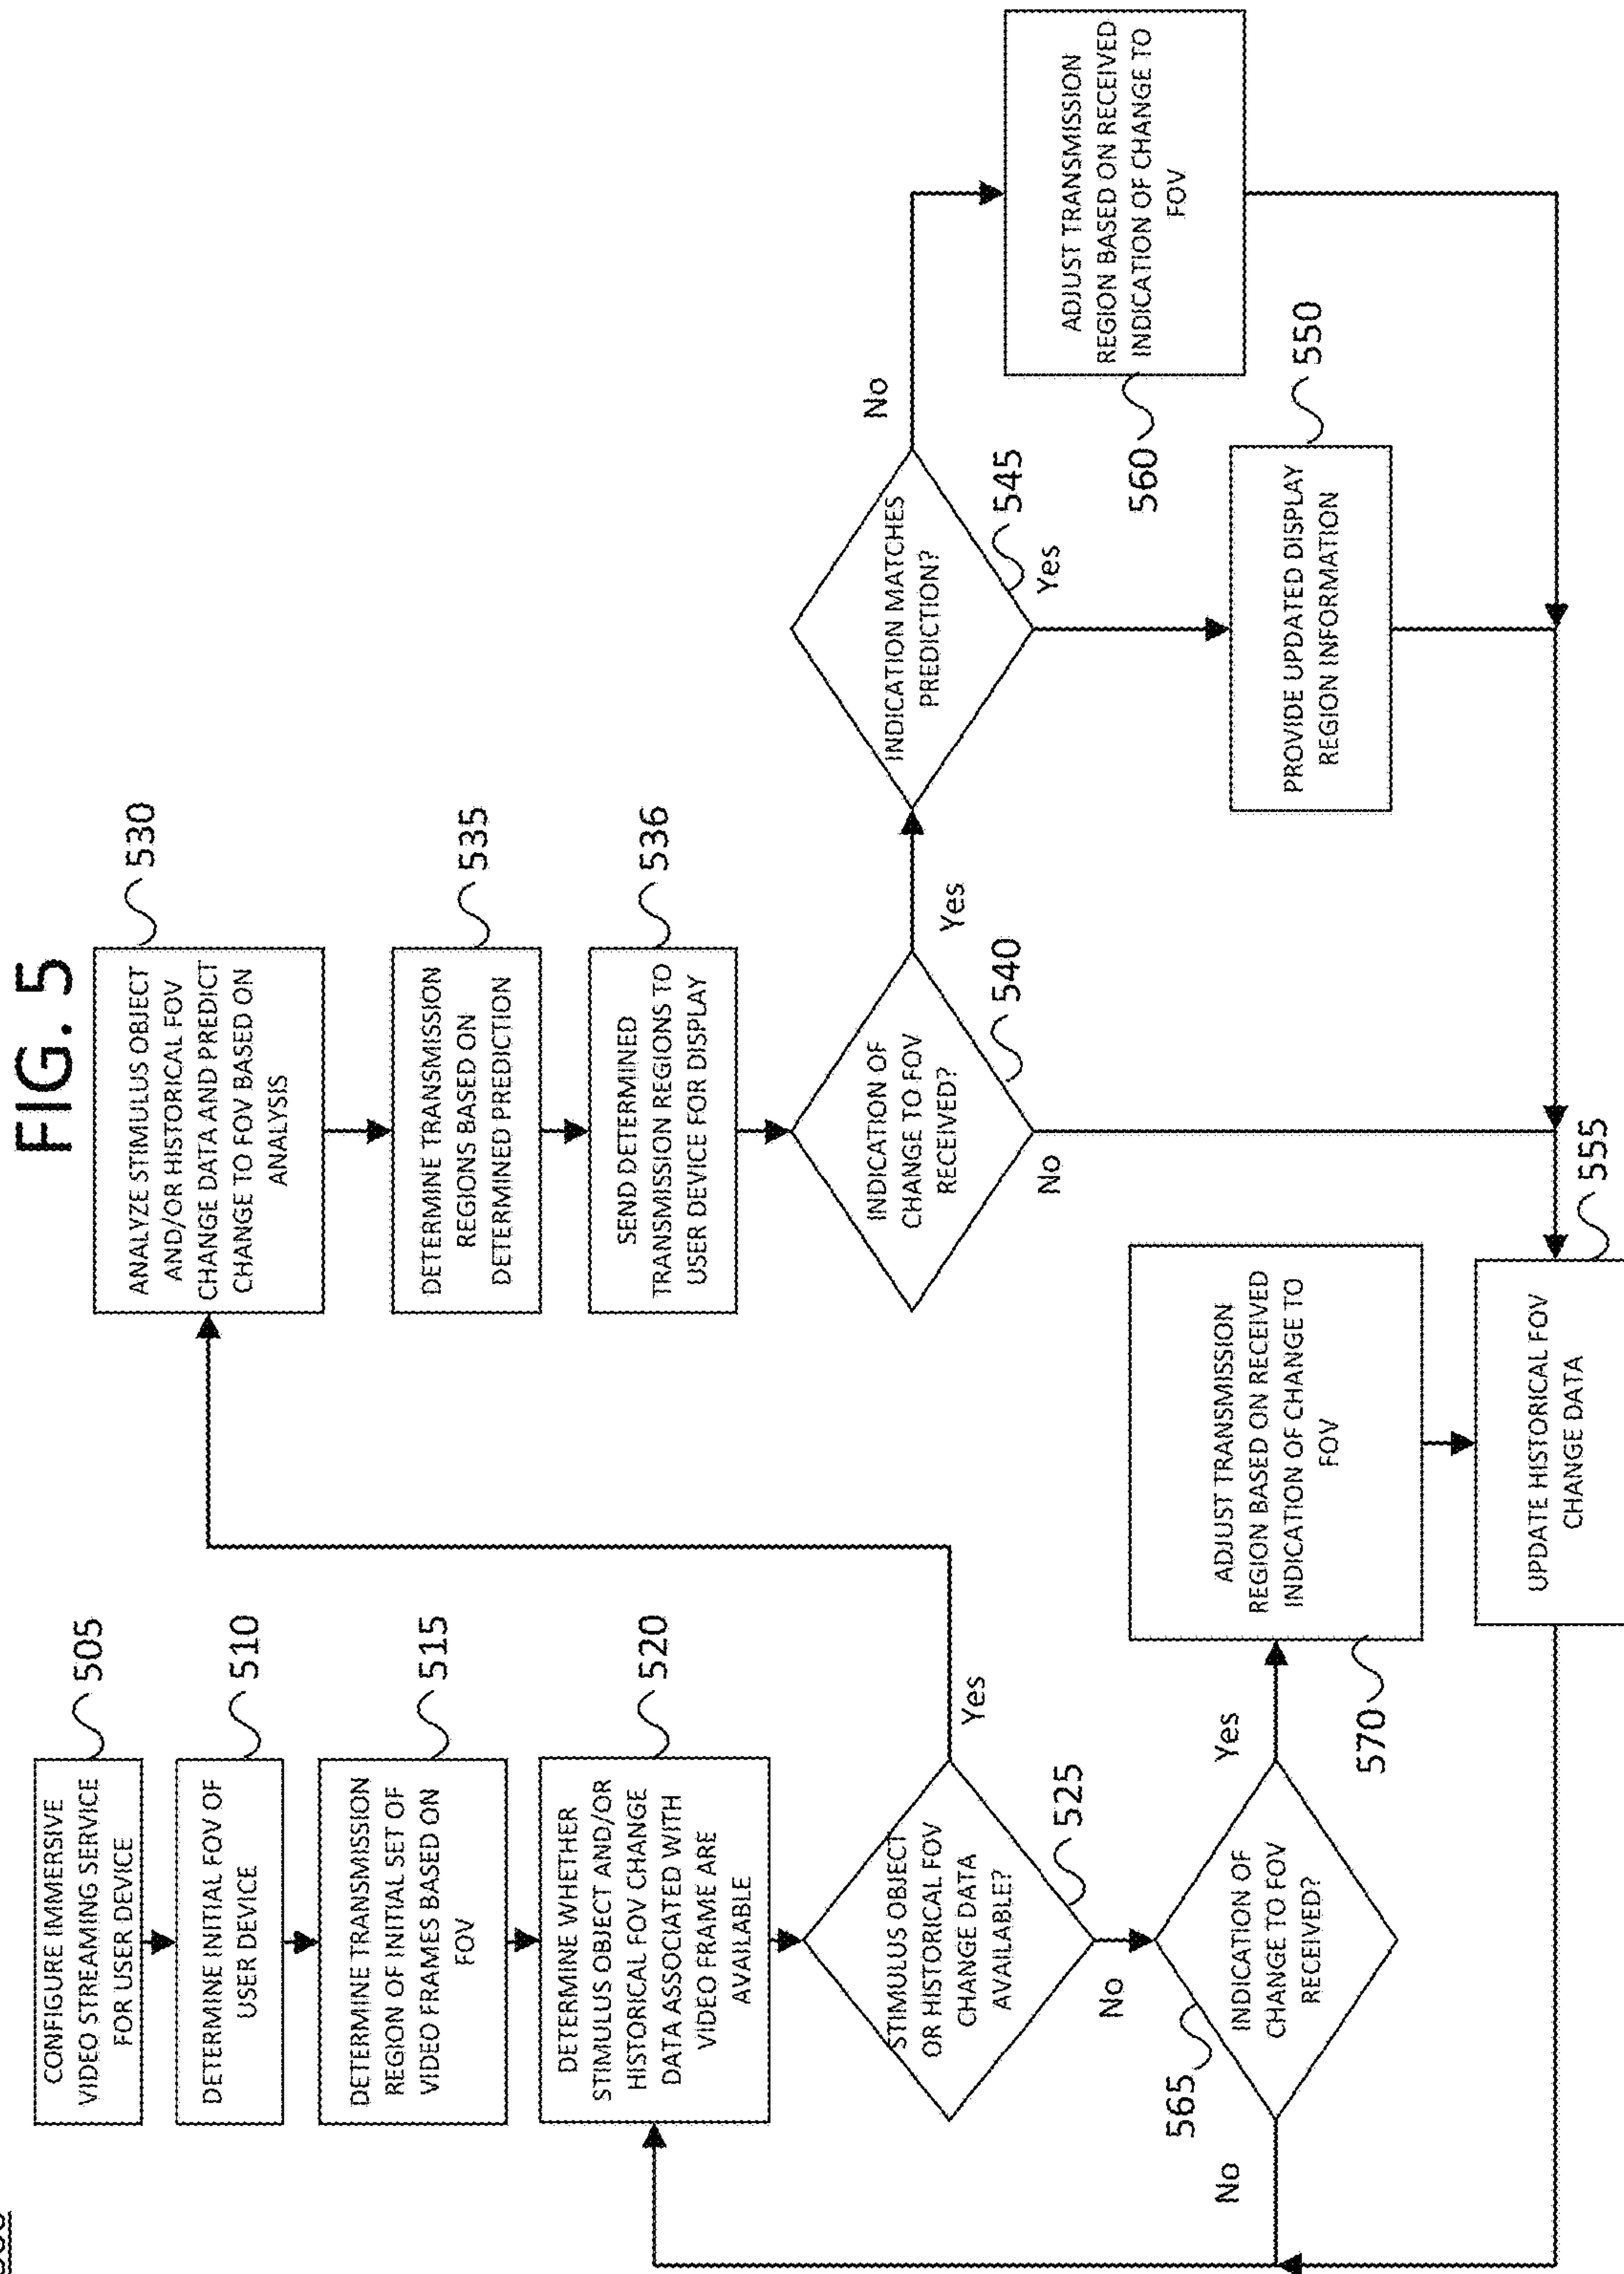 FIG. 5
CONFIGURE IMMERSIVE
VIDEO STREAMING SERVICE
FOR USER DEVICE
505
DETERMINE INITIAL FOV OF
USER DEVICE
510
DETERMINE TRANSMISSION
REGION OF INITIAL SET OF
VIDEO FRAMES BASED ON
FOV
515
DETERMINE WHETHER
STIMULUS OBJECT AND/OR
HISTORICAL FOV CHANGE
DATA ASSOCIATED WITH
VIDEO FRAME ARE
AVAILABLE
520
STIMULUS OBJECT
OR HISTORICAL FOV
CHANGE DATA
AVAILABLE?
525
Yes
No
INDICATION OF
CHANGE TO FOV
RECEIVED?
565
No
Yes
ADJUST TRANSMISSION
REGION BASED ON RECEIVED
INDICATION OF CHANGE TO
FOV
570
UPDATE HISTORICAL FOV
CHANGE DATA
555
ANALYZE STIMULUS OBJECT
AND/OR HISTORICAL FOV
CHANGE DATA AND PREDICT
CHANGE TO FOV BASED ON
ANALYSIS
530
DETERMINE TRANSMISSION
REGIONS BASED ON
DETERMINED PREDICTION
535
SEND DETERMINED
TRANSMISSION REGIONS TO
USER DEVICE FOR DISPLAY
536
INDICATION OF
CHANGE TO FOV
RECEIVED?
540
Yes
No
INDICATION MATCHES
PREDICTION?
545
Yes
No
PROVIDE UPDATED DISPLAY
REGION INFORMATION
550
ADJUST TRANSMISSION
REGION BASED ON RECEIVED
INDICATION OF CHANGE TO
FOV
560